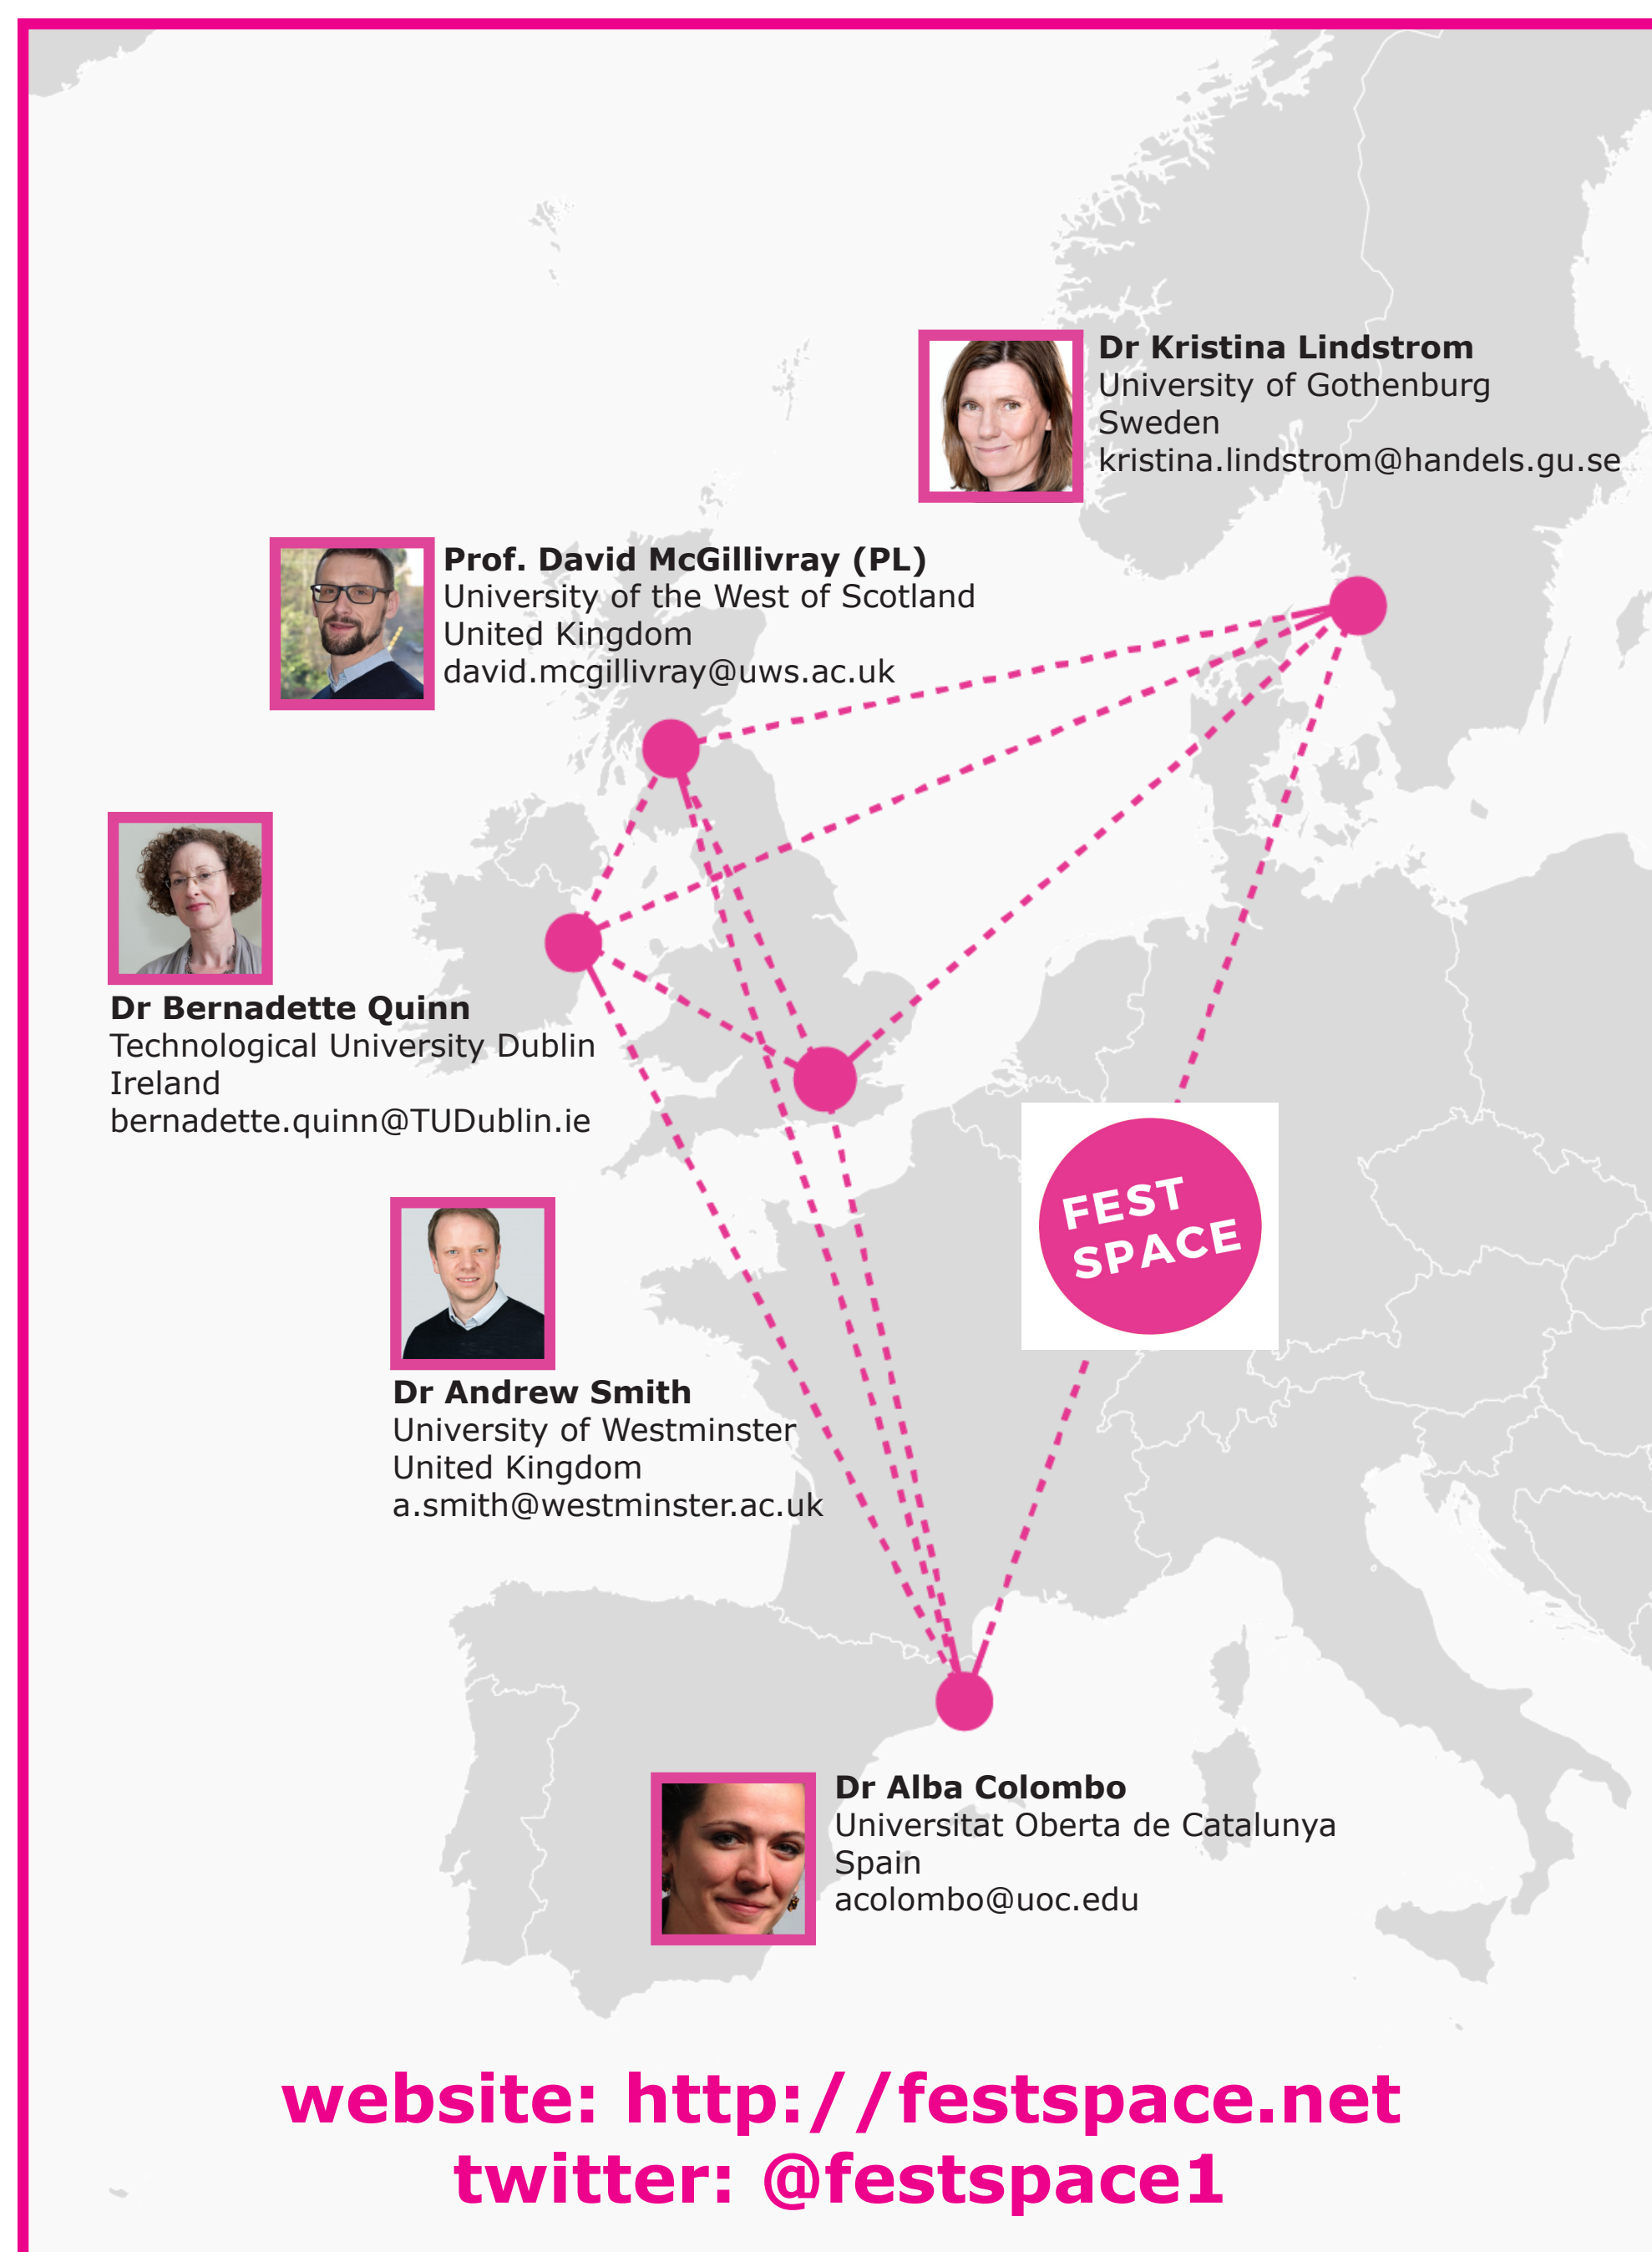 Dr Kristina Lindstrom
University of Gothenburg
Sweden
kristina.lindstrom@handels.gu.se
Prof. David McGillivray (PL)
University of the West of Scotland
United Kingdom
david.mcgillivray@uws.ac.uk
Dr Bernadette Quinn
Technological University Dublin
Ireland
bernadette.quinn@TUDublin.ie
FEST
SPACE
Dr Andrew Smith
University of Westminster
United Kingdom
a.smith@westminster.ac.uk
Dr Alba Colombo
Universitat Oberta de Catalunya
Spain
acolombo@uoc.edu
website: http://festspace.net
twitter: @festspace1